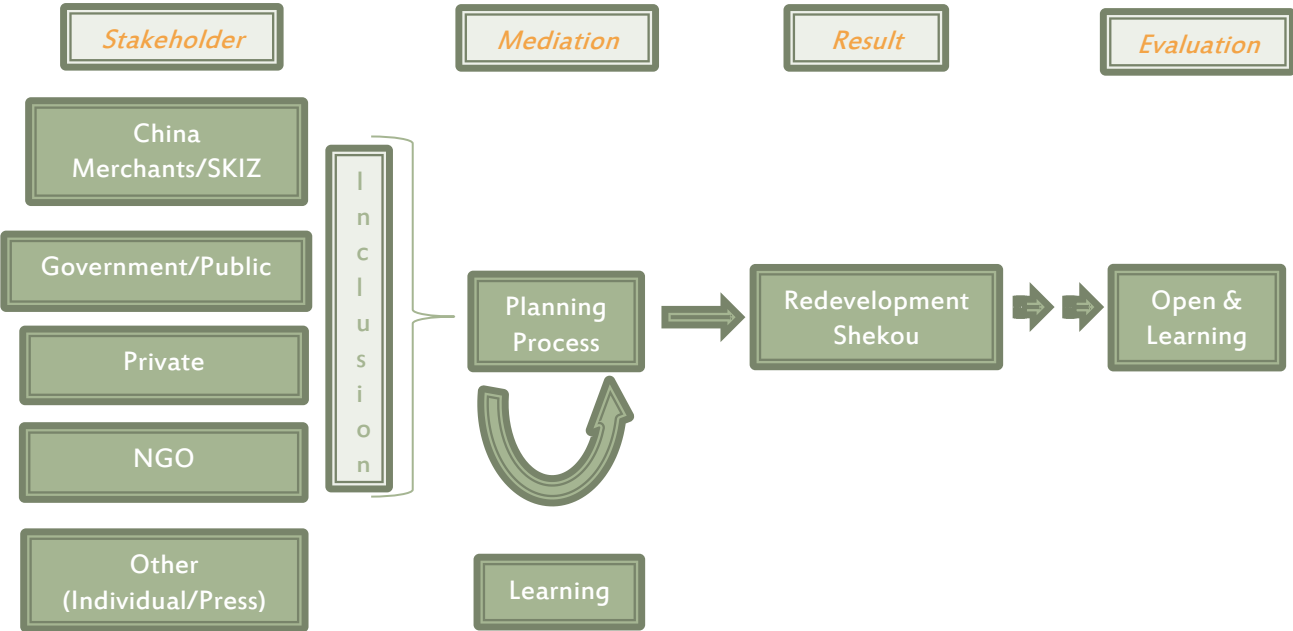 Stakeholder
Mediation
Result
Evaluation
China
Merchants/SKIZ
Government/Public
Private
NGO
Other
(Individual/Press)
Inclusion
Planning
Process
Learning
Redevelopment
Shekou
Open &
Learning